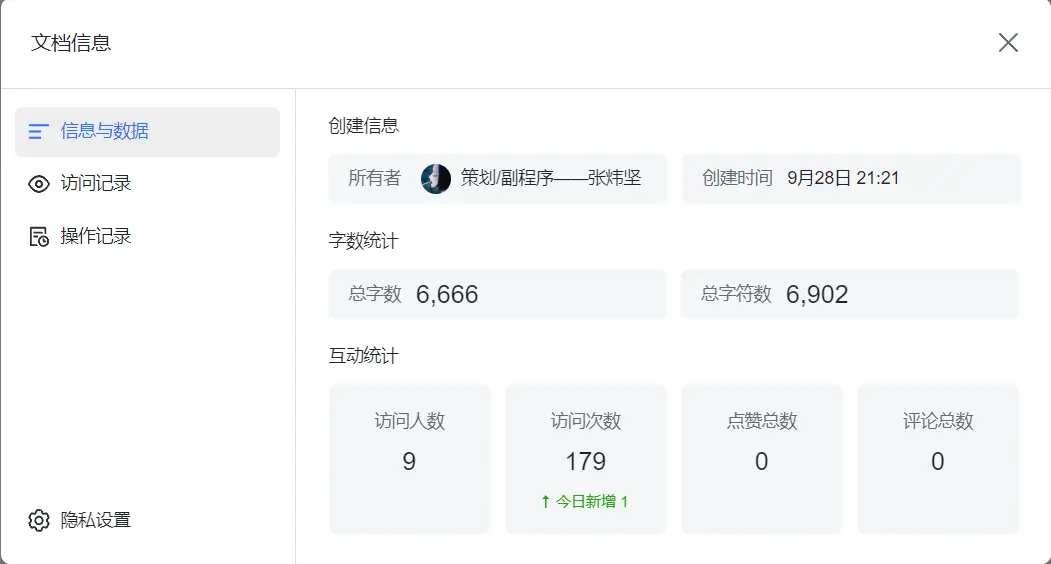 文档信息
信息与数据
访问记录
操作记录
隐私设置
创建信息
所有者 策划/副程序——张炜坚
创建时间 9月28日 21:21
字数统计
总字数 6,666
总字符数 6,902
互动统计
访问人数
9
访问次数
179
↑ 今日新增 1
点赞总数
0
评论总数
0